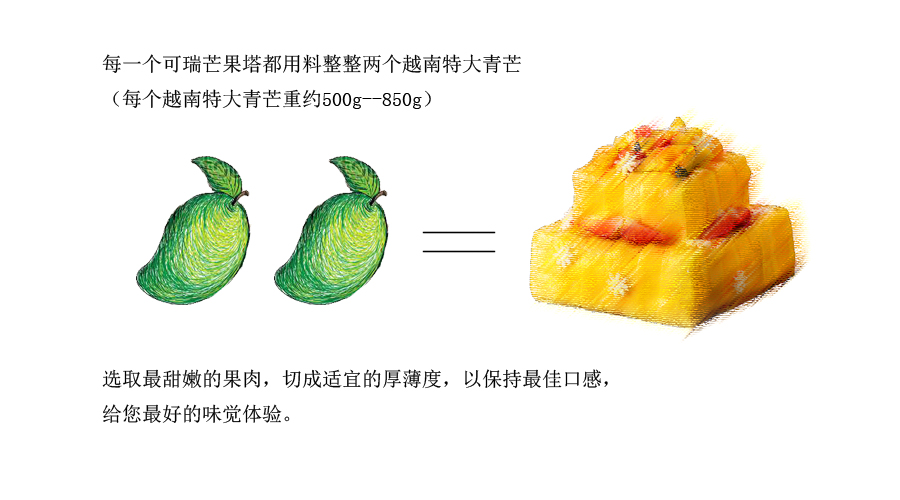 每一个可瑞芒果塔都用料整整两个越南特大青芒
（每个越南特大青芒重约500g--850g）
选取最甜嫩的果肉，切成适宜的厚薄度，以保持最佳口感，
给您最好的味觉体验。